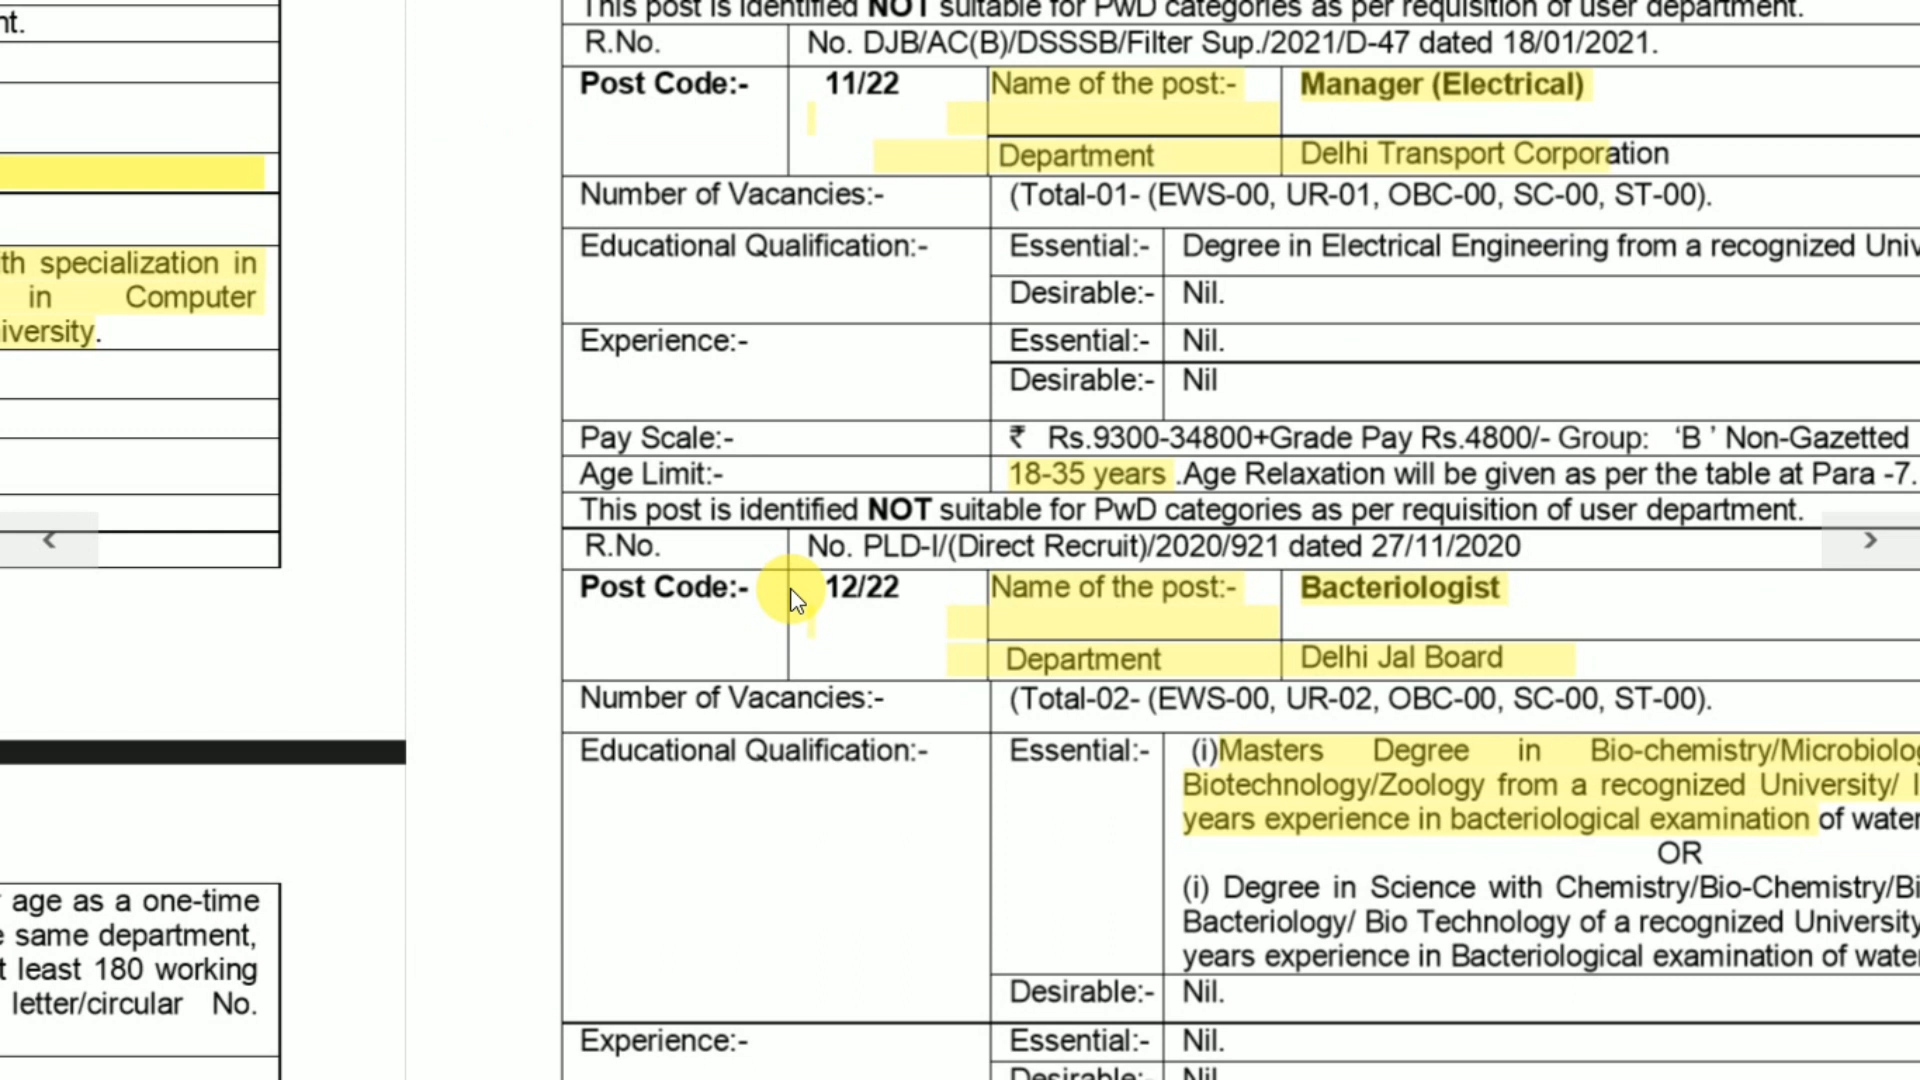 nt.
th specialization in
in Computer
iversity.
age as a one-time
same department,
least 180 working
letter/circular No.
This post is identified NOT suitable for PwD categories as per requisition of user department.
R.No. No. DJB/AC(B)/DSSSB/Filter Sup./2021/D-47 dated 18/01/2021.
Post Code:- 11/22 Name of the post:- Manager (Electrical)
Department Delhi Transport Corporation
Number of Vacancies:- (Total-01- (EWS-00, UR-01, OBC-00, SC-00, ST-00).
Educational Qualification:- Essential:- Degree in Electrical Engineering from a recognized Univ
Desirable:- Nil.
Experience:- Essential:- Nil.
Desirable:- Nil
Pay Scale:- ₹ Rs.9300-34800+Grade Pay Rs.4800/- Group: ‘B ’ Non-Gazetted
Age Limit:- 18-35 years .Age Relaxation will be given as per the table at Para -7.
This post is identified NOT suitable for PwD categories as per requisition of user department.
R.No. No. PLD-I/(Direct Recruit)/2020/921 dated 27/11/2020
Post Code:- 12/22 Name of the post:- Bacteriologist
Department Delhi Jal Board
Number of Vacancies:- (Total-02- (EWS-00, UR-02, OBC-00, SC-00, ST-00).
Educational Qualification:- Essential:- (i)Masters Degree in Bio-chemistry/Microbiolog
Biotechnology/Zoology from a recognized University/ I
years experience in bacteriological examination of water
OR
(i) Degree in Science with Chemistry/Bio-Chemistry/Bi
Bacteriology/ Bio Technology of a recognized University
years experience in Bacteriological examination of wate
Desirable:- Nil.
Experience:- Essential:- Nil.
Desirable:- Nil